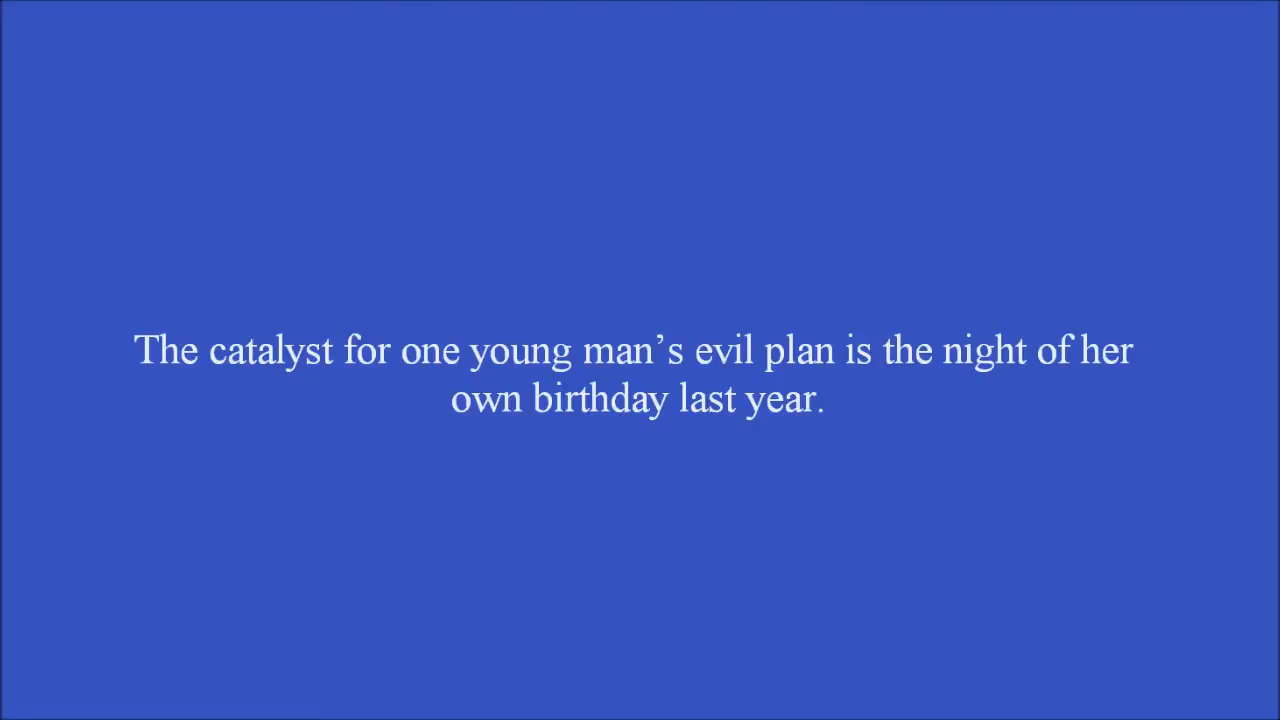 The catalyst for one young man’s evil plan is the night of her
own birthday last year.